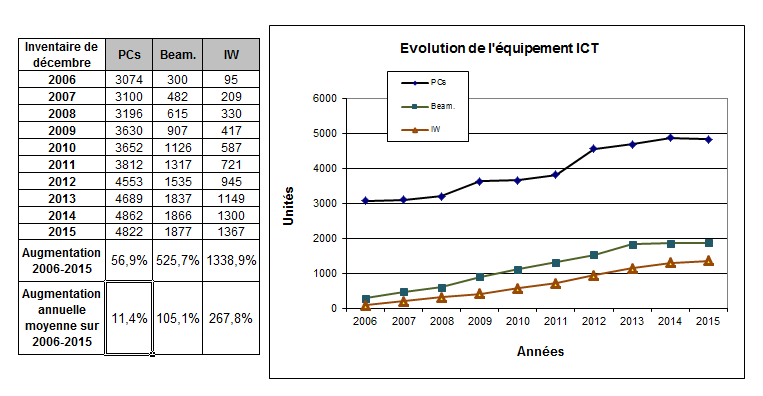 Inventaire de décembre PCs Beam. IW
2006 3074 300 95
2007 3100 482 209
2008 3196 615 330
2009 3630 907 417
2010 3652 1126 587
2011 3812 1317 721
2012 4553 1535 945
2013 4689 1837 1149
2014 4862 1866 1300
2015 4822 1877 1367
Augmentation 2006-2015 56,9% 525,7% 1338,9%
Augmentation annuelle moyenne sur 2006-2015 11,4% 105,1% 267,8%
Evolution de l'équipement ICT
PCs
Beam.
IW
6000
5000
4000
3000
2000
1000
0
Unités
2006 2007 2008 2009 2010 2011 2012 2013 2014 2015
Années